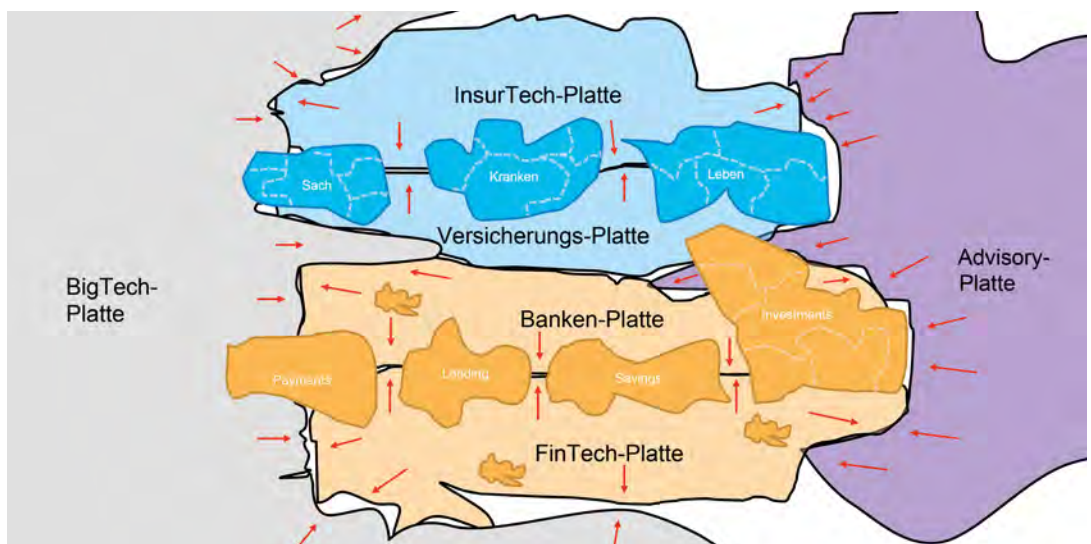 InsurTech-Platte
Sach
Kranken
Leben
Versicherungs-Platte
BigTech-
Platte
Advisory-
Platte
Banken-Platte
Investments
Payments
Lending
Savings
FinTech-Platte